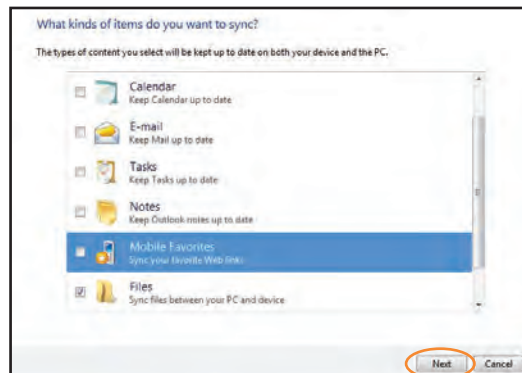 What kinds of items do you want to sync?
The types of content you select will be kept up to date on both your device and the PC.
Calendar
Keep Calendar up to date
E-mail
Keep Mail up to date
Tasks
Keep Tasks up to date
Notes
Keep Outlook notes up to date
Mobile Favorites
Sync your favorite Web links
Files
Sync files between your PC and device
Next Cancel